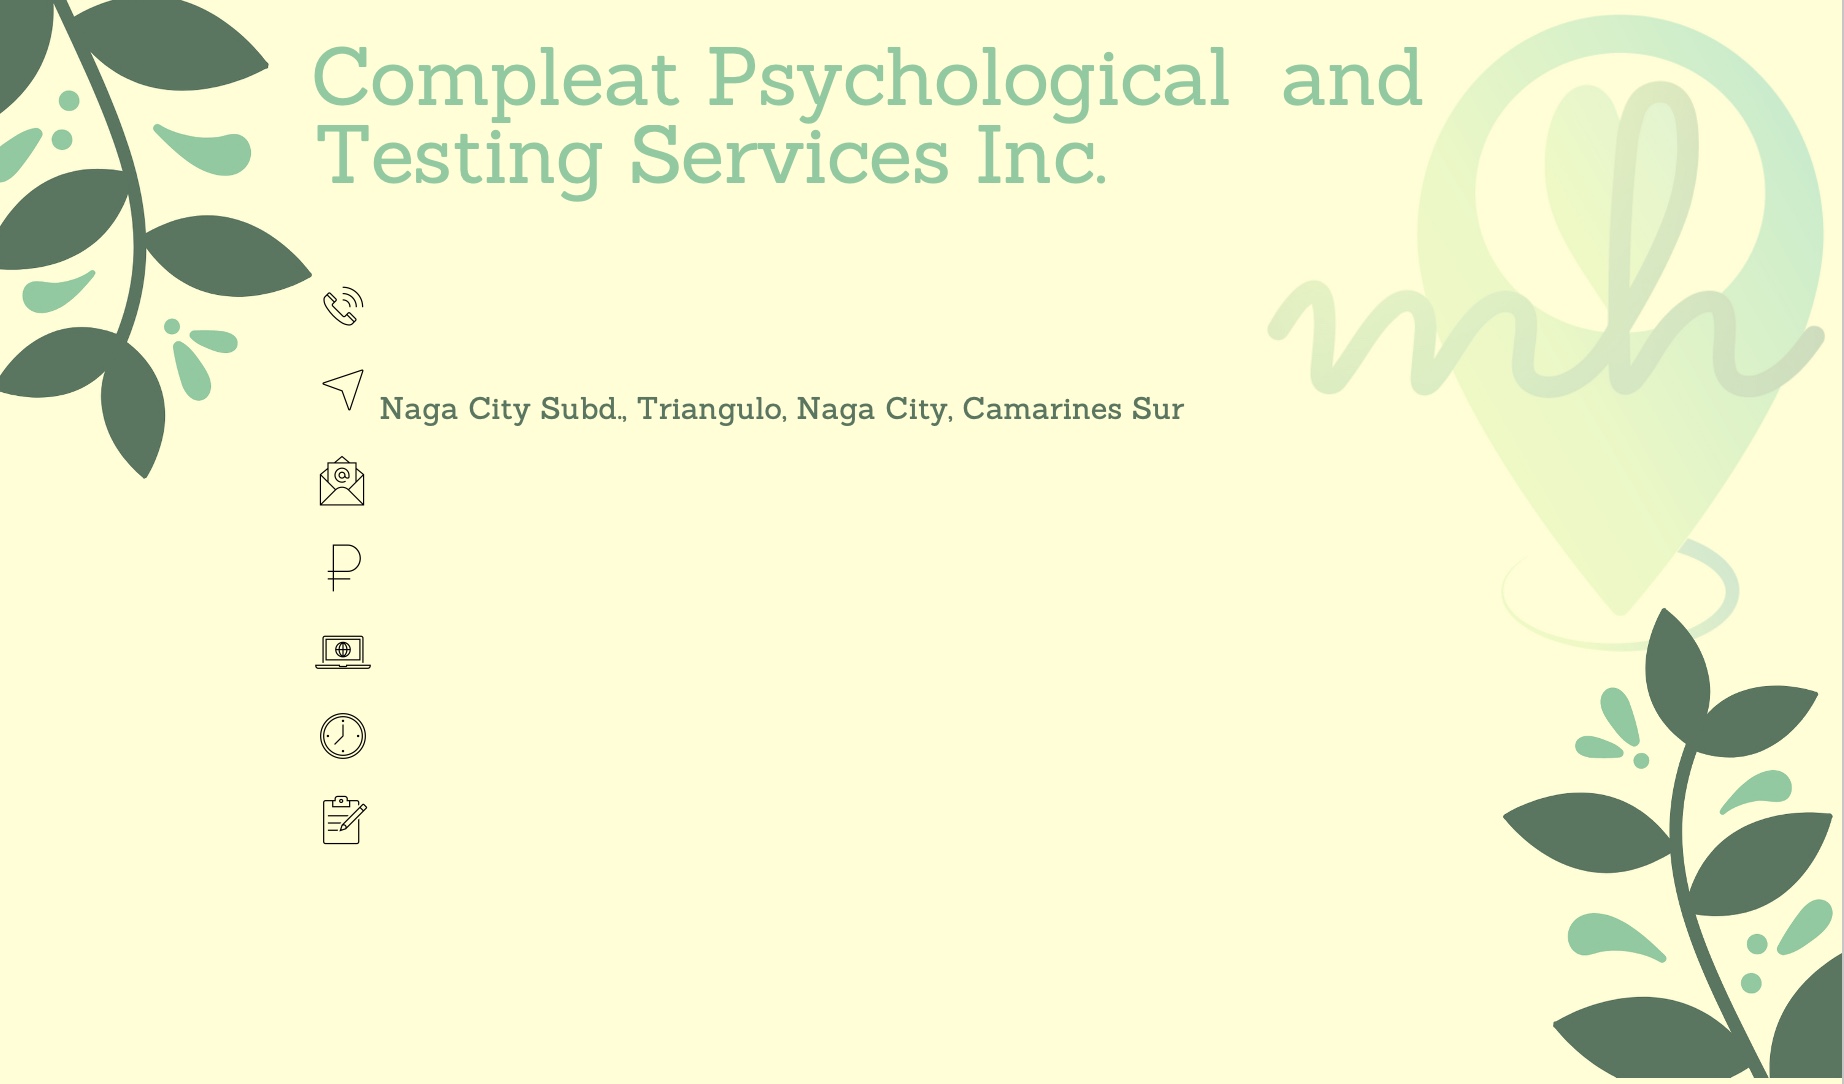 Compleat Psychological and
Testing Services Inc.
mh
@
Naga City Subd., Triangulo, Naga City, Camarines Sur